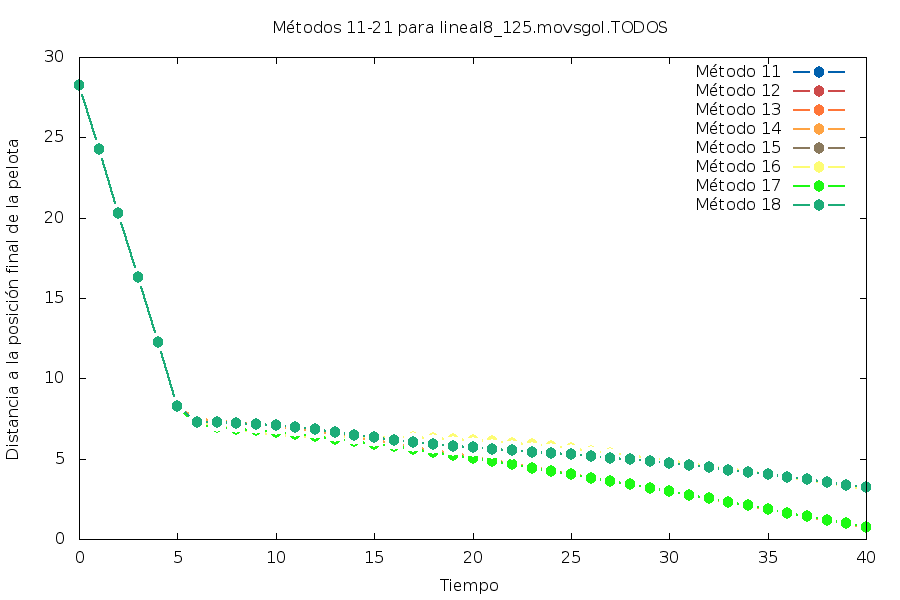 Métodos 11-21 para lineal8_125.movsgol.TODOS
30
25
20
15
10
5
0
Distancia a la posición final de la pelota
Método 11
Método 12
Método 13
Método 14
Método 15
Método 16
Método 17
Método 18
0 5 10 15 20 25 30 35 40
Tiempo